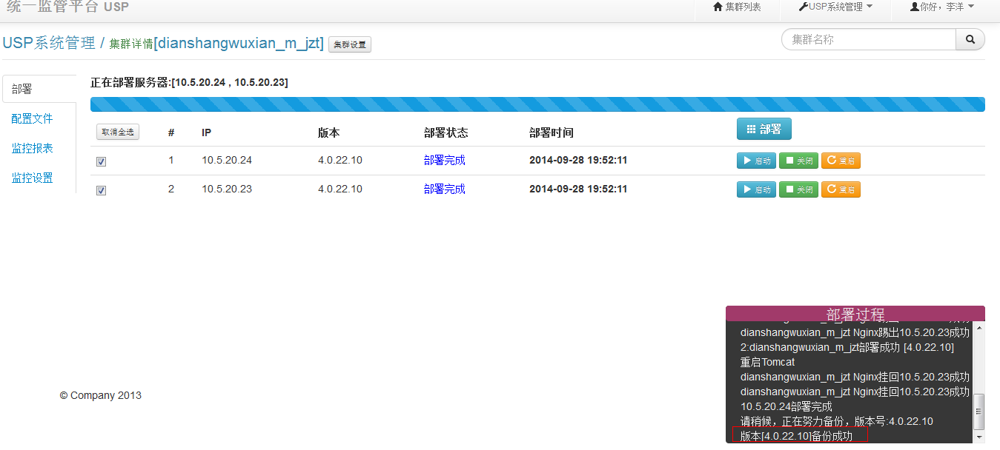 统一监管平台 USP
集群列表 USP系统管理 你好，李洋
USP系统管理 / 集群详情[dianshangwuxian_m_jzt] 集群设置 集群名称
部署
配置文件
监控报表
监控设置
正在部署服务器:[10.5.20.24 , 10.5.20.23]
取消全选 # IP 版本 部署状态 部署时间 部署
1 10.5.20.24 4.0.22.10 部署完成 2014-09-28 19:52:11 启动 关闭 重启
2 10.5.20.23 4.0.22.10 部署完成 2014-09-28 19:52:11 启动 关闭 重启
部署过程
dianshangwuxian_m_jzt Nginx踢出10.5.20.23成功
2:dianshangwuxian_m_jzt部署成功 [4.0.22.10]
重启Tomcat
dianshangwuxian_m_jzt Nginx挂回10.5.20.23成功
dianshangwuxian_m_jzt Nginx挂回10.5.20.23成功
10.5.20.24部署完成
请稍候，正在努力备份，版本号:4.0.22.10
版本[4.0.22.10]备份成功
© Company 2013